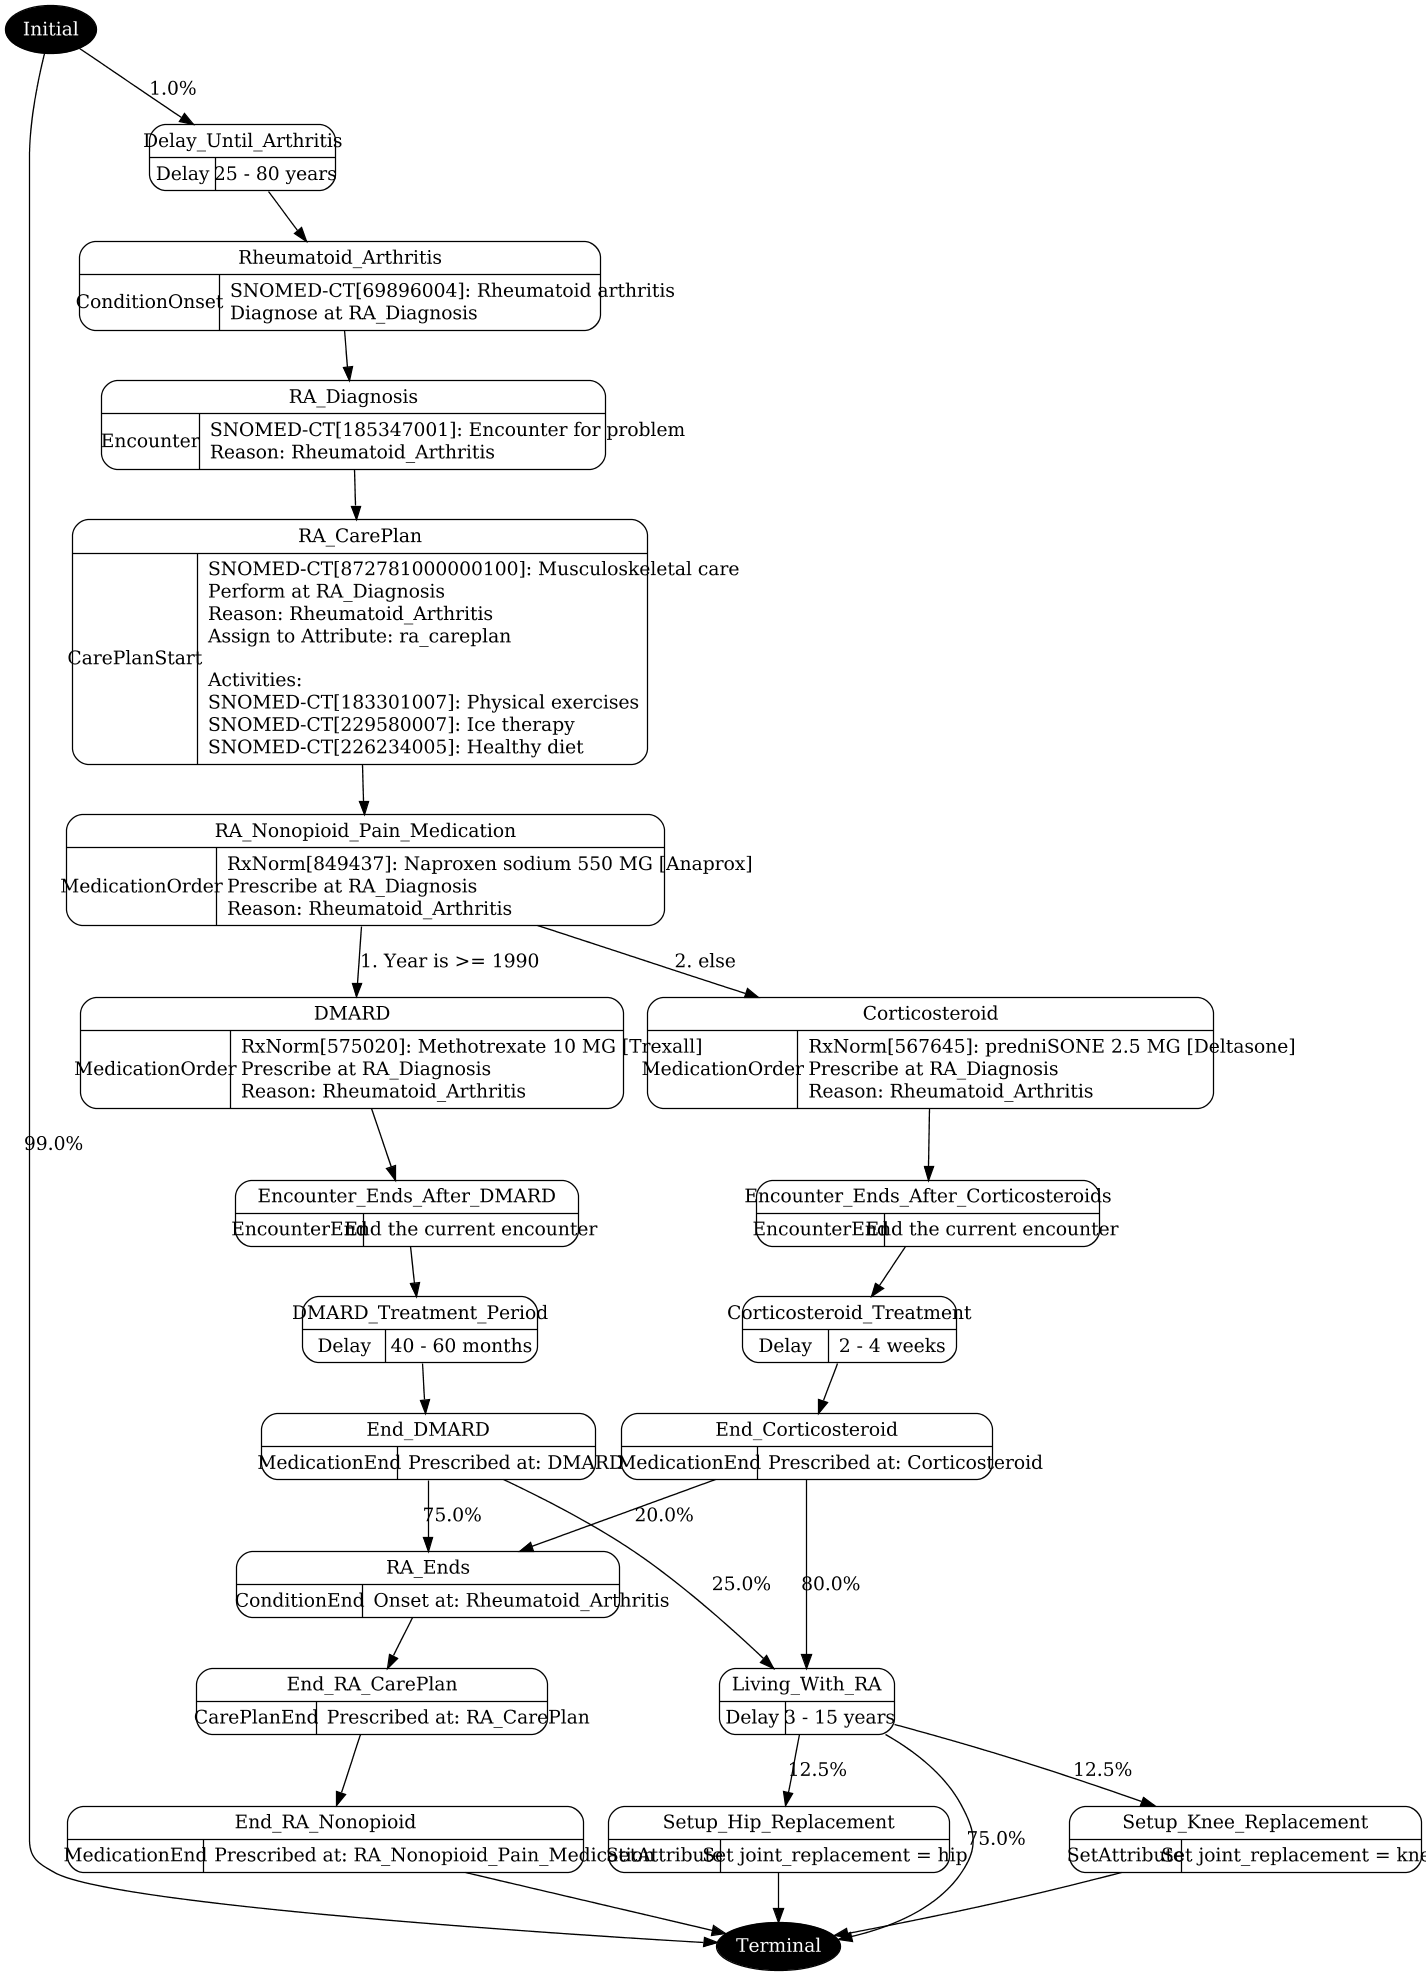 Initial
1.0%
Delay_Until_Arthritis
Delay 25 - 80 years
Rheumatoid_Arthritis
ConditionOnset
SNOMED-CT[69896004]: Rheumatoid arthritis
Diagnose at RA_Diagnosis
RA_Diagnosis
Encounter
SNOMED-CT[185347001]: Encounter for problem
Reason: Rheumatoid_Arthritis
RA_CarePlan
CarePlanStart
SNOMED-CT[872781000000100]: Musculoskeletal care
Perform at RA_Diagnosis
Reason: Rheumatoid_Arthritis
Assign to Attribute: ra_careplan
Activities:
SNOMED-CT[183301007]: Physical exercises
SNOMED-CT[229580007]: Ice therapy
SNOMED-CT[226234005]: Healthy diet
RA_Nonopioid_Pain_Medication
MedicationOrder
RxNorm[849437]: Naproxen sodium 550 MG [Anaprox]
Prescribe at RA_Diagnosis
Reason: Rheumatoid_Arthritis
1. Year is >= 1990
2. else
DMARD
MedicationOrder
RxNorm[575020]: Methotrexate 10 MG [Trexall]
Prescribe at RA_Diagnosis
Reason: Rheumatoid_Arthritis
Corticosteroid
MedicationOrder
RxNorm[567645]: predniSONE 2.5 MG [Deltasone]
Prescribe at RA_Diagnosis
Reason: Rheumatoid_Arthritis
99.0%
Encounter_Ends_After_DMARD
EncounterEnd End the current encounter
Encounter_Ends_After_Corticosteroids
EncounterEnd End the current encounter
DMARD_Treatment_Period
Delay 40 - 60 months
Corticosteroid_Treatment
Delay 2 - 4 weeks
End_DMARD
MedicationEnd Prescribed at: DMARD
End_Corticosteroid
MedicationEnd Prescribed at: Corticosteroid
75.0%
20.0%
RA_Ends
ConditionEnd Onset at: Rheumatoid_Arthritis
25.0%
80.0%
End_RA_CarePlan
CarePlanEnd Prescribed at: RA_CarePlan
Living_With_RA
Delay 3 - 15 years
12.5%
12.5%
End_RA_Nonopioid
MedicationEnd Prescribed at: RA_Nonopioid_Pain_Medication
Setup_Hip_Replacement
SetAttribute Set joint_replacement = hip
75.0%
Setup_Knee_Replacement
SetAttribute Set joint_replacement =
Terminal